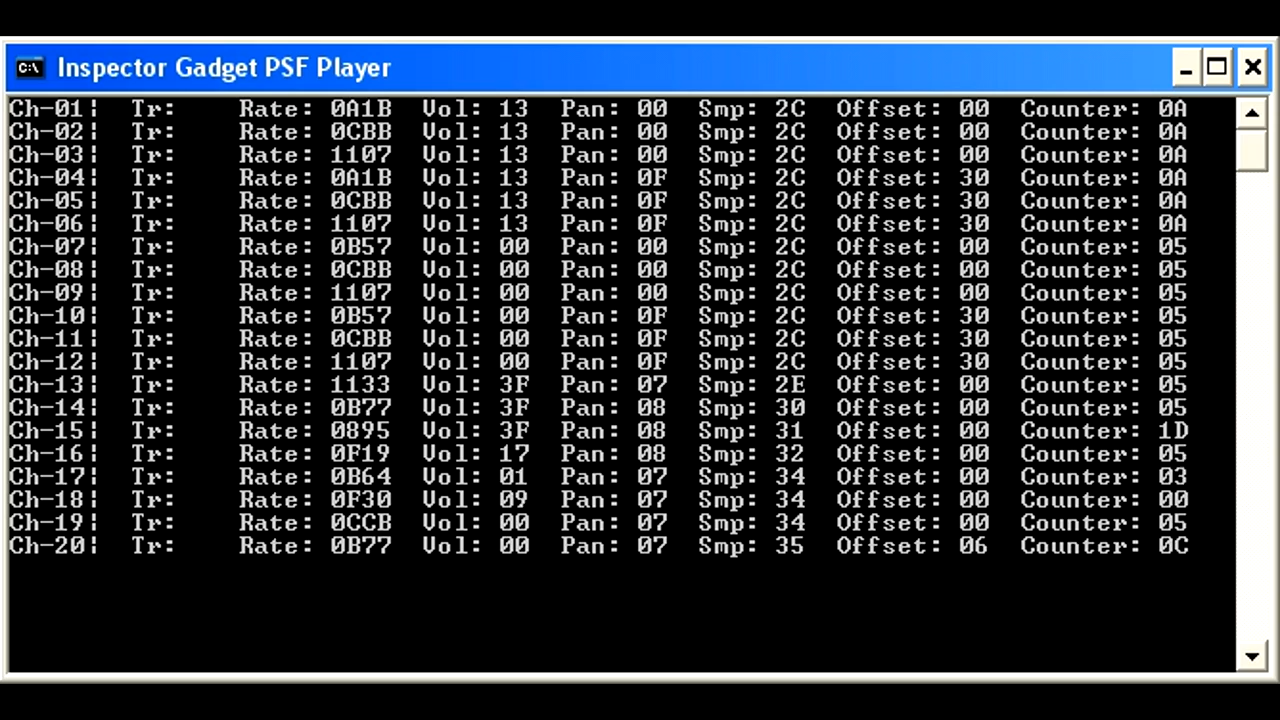 Inspector Gadget PSF Player
Ch-01¦ Tr: Rate: 0A1B Vol: 13 Pan: 00 Smp: 2C Offset: 00 Counter: 0A
Ch-02¦ Tr: Rate: 0CBB Vol: 13 Pan: 00 Smp: 2C Offset: 00 Counter: 0A
Ch-03¦ Tr: Rate: 1107 Vol: 13 Pan: 00 Smp: 2C Offset: 00 Counter: 0A
Ch-04¦ Tr: Rate: 0A1B Vol: 13 Pan: 0F Smp: 2C Offset: 30 Counter: 0A
Ch-05¦ Tr: Rate: 0CBB Vol: 13 Pan: 0F Smp: 2C Offset: 30 Counter: 0A
Ch-06¦ Tr: Rate: 1107 Vol: 13 Pan: 0F Smp: 2C Offset: 30 Counter: 0A
Ch-07¦ Tr: Rate: 0B57 Vol: 00 Pan: 00 Smp: 2C Offset: 00 Counter: 05
Ch-08¦ Tr: Rate: 0CBB Vol: 00 Pan: 00 Smp: 2C Offset: 00 Counter: 05
Ch-09¦ Tr: Rate: 1107 Vol: 00 Pan: 00 Smp: 2C Offset: 00 Counter: 05
Ch-10¦ Tr: Rate: 0B57 Vol: 00 Pan: 0F Smp: 2C Offset: 30 Counter: 05
Ch-11¦ Tr: Rate: 0CBB Vol: 00 Pan: 0F Smp: 2C Offset: 30 Counter: 05
Ch-12¦ Tr: Rate: 1107 Vol: 00 Pan: 0F Smp: 2C Offset: 30 Counter: 05
Ch-13¦ Tr: Rate: 1133 Vol: 3F Pan: 07 Smp: 2E Offset: 00 Counter: 05
Ch-14¦ Tr: Rate: 0B77 Vol: 3F Pan: 08 Smp: 30 Offset: 00 Counter: 05
Ch-15¦ Tr: Rate: 0895 Vol: 3F Pan: 08 Smp: 31 Offset: 00 Counter: 1D
Ch-16¦ Tr: Rate: 0F19 Vol: 17 Pan: 08 Smp: 32 Offset: 00 Counter: 05
Ch-17¦ Tr: Rate: 0B64 Vol: 01 Pan: 07 Smp: 34 Offset: 00 Counter: 03
Ch-18¦ Tr: Rate: 0F30 Vol: 09 Pan: 07 Smp: 34 Offset: 00 Counter: 00
Ch-19¦ Tr: Rate: 0CCB Vol: 00 Pan: 07 Smp: 34 Offset: 00 Counter: 05
Ch-20¦ Tr: Rate: 0B77 Vol: 00 Pan: 07 Smp: 35 Offset: 06 Counter: 0C